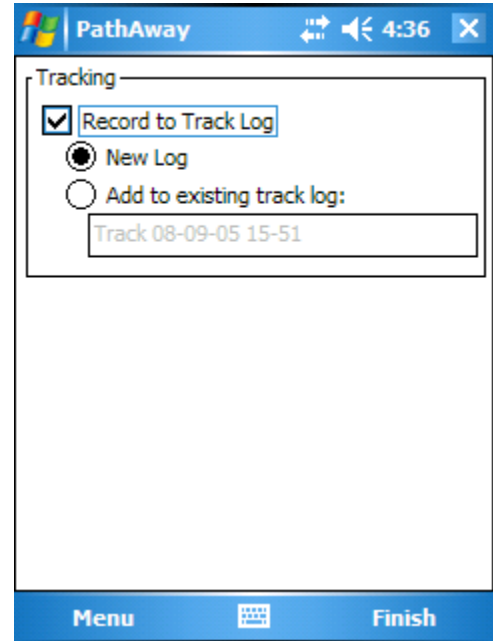 PathAway 4:36
Tracking
Record to Track Log
New Log
Add to existing track log:
Track 08-09-05 15-51
Menu Finish